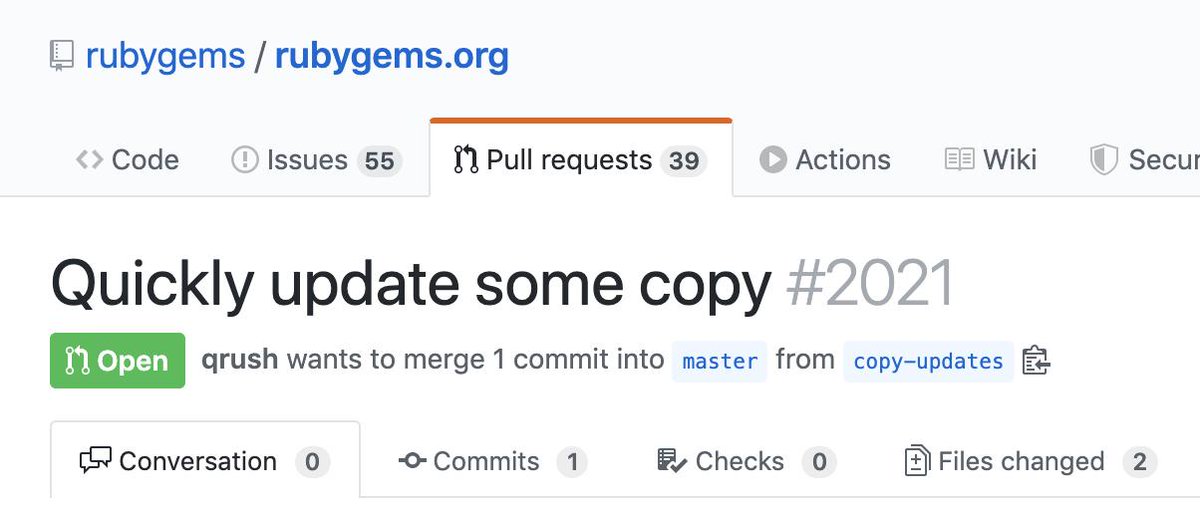 rubygems / rubygems.org
Code Issues 55 Pull requests 39 Actions Wiki Secur
Quickly update some copy #2021
Open qrush wants to merge 1 commit into master from copy-updates
Conversation 0 Commits 1 Checks 0 Files changed 2